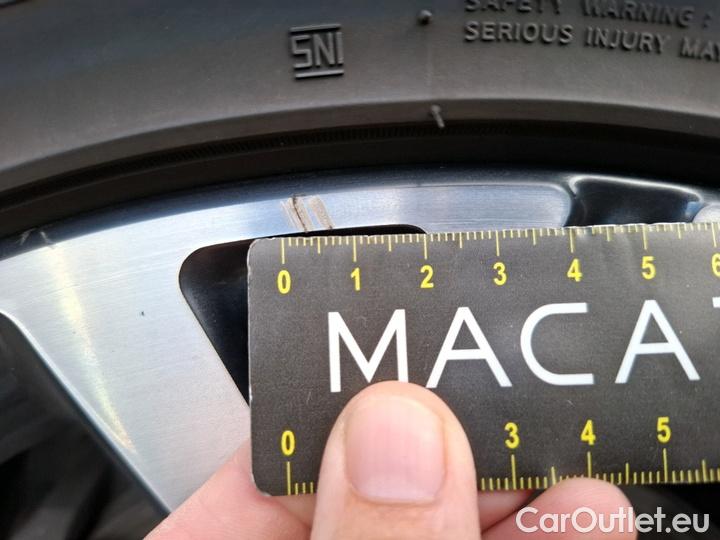 SNI
SAFETY WARNING :
SERIOUS INJURY MAY
0 1 2 3 4 5 6
MACA
0 3 4 5
CarOutlet.eu